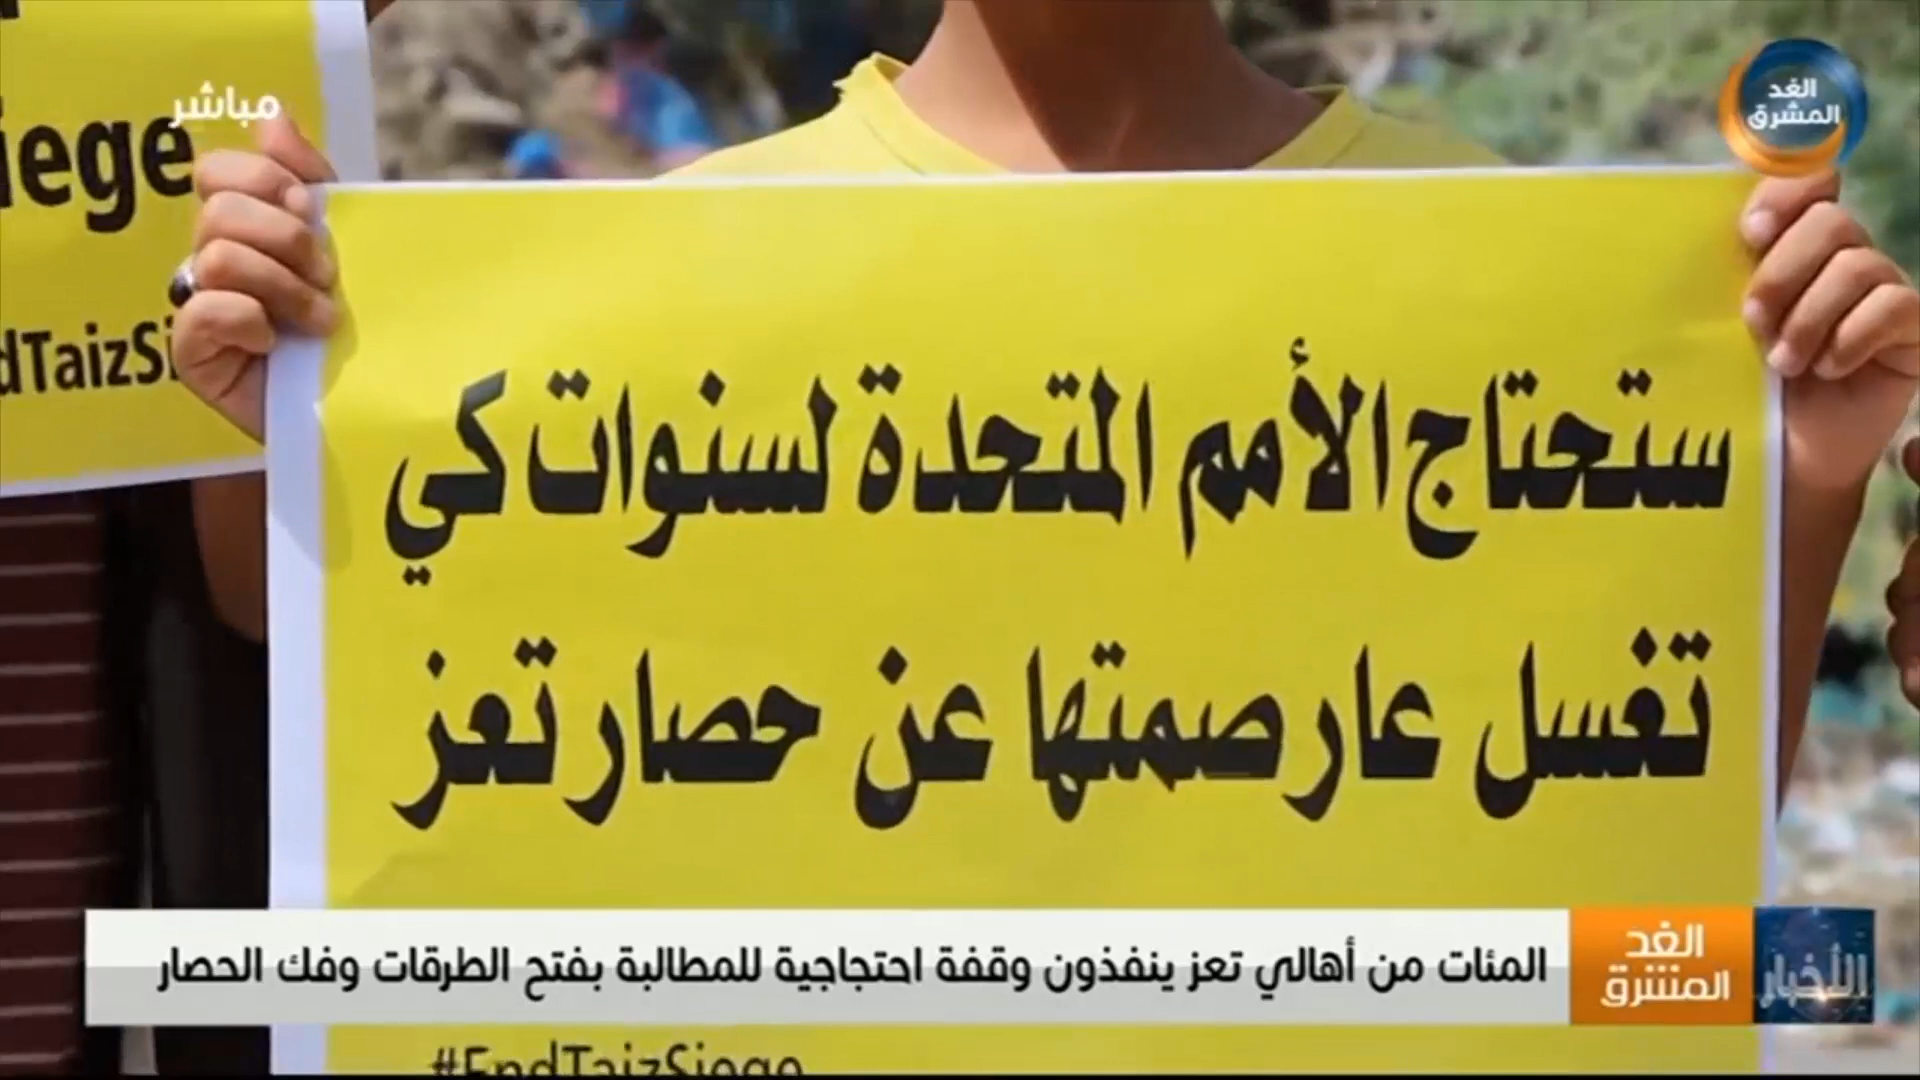 مباشر
الغد
المشرق
iege
dTaizSi
ستحتاج الأمم المتحدة لسنوات كي
تغسل عار صمتها عن حصار تعز
المئات من أهالي تعز ينفذون وقفة احتجاجية للمطالبة بفتح الطرقات وفك الحصار
الغد
المشرق
الأخبار
#EndTaizSiege